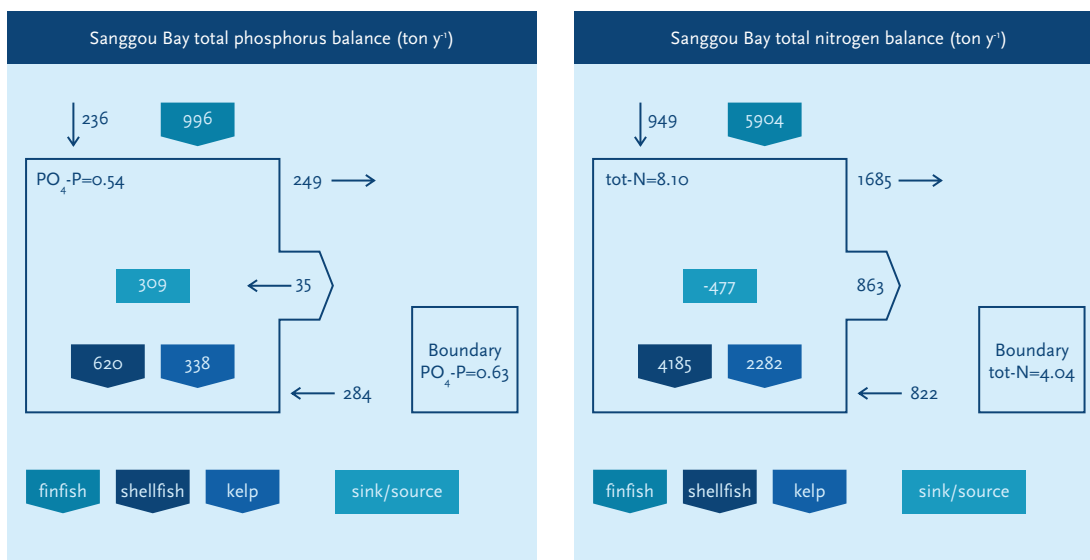 Sanggou Bay total phosphorus balance (ton y⁻¹)
236
996
PO₄-P=0.54
249
309
35
620
338
Boundary
PO₄-P=0.63
284
finfish
shellfish
kelp
sink/source
Sanggou Bay total nitrogen balance (ton y⁻¹)
949
5904
tot-N=8.10
1685
-477
863
4185
2282
Boundary
tot-N=4.04
822
finfish
shellfish
kelp
sink/source